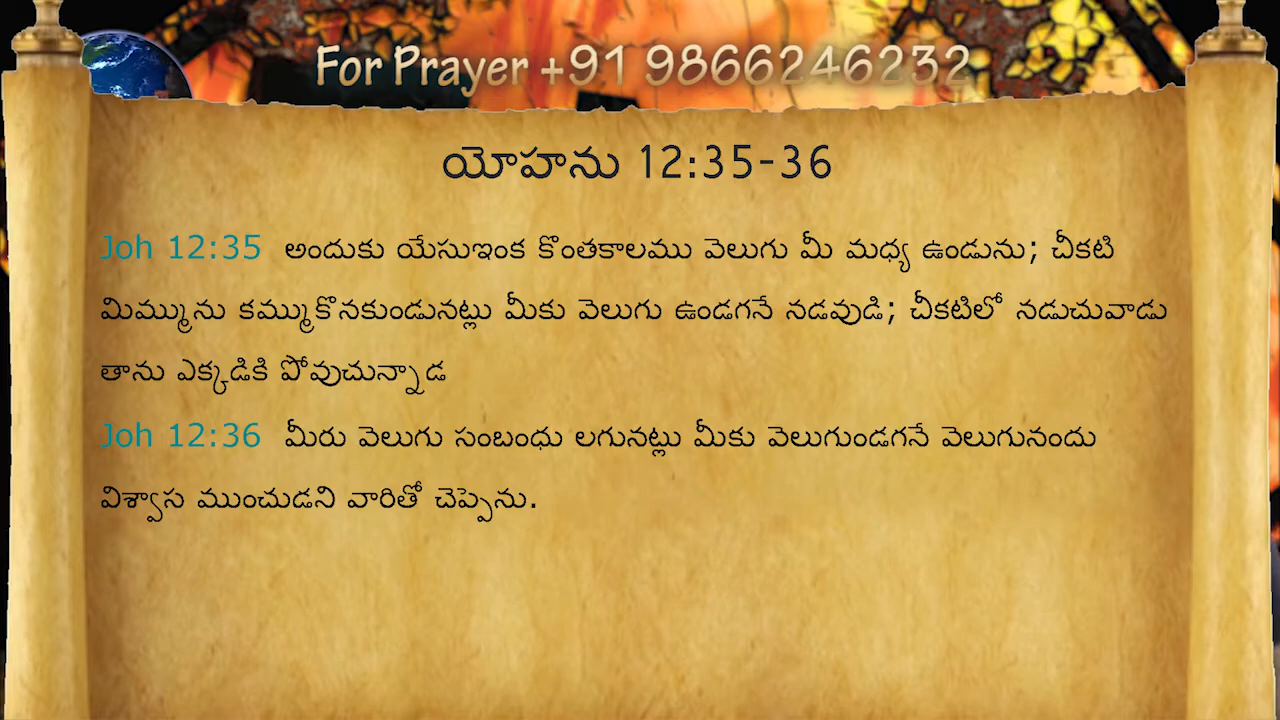 For Prayer +91 9866246232
యోహను 12:35-36
Joh 12:35 అందుకు యేసుఇంక కొంతకాలము వెలుగు మీ మధ్య ఉండును; చీకటి
మిమ్మును కమ్ముకొనకుండునట్లు మీకు వెలుగు ఉండగనే నడవుడి; చీకటిలో నడుచువాడు
తాను ఎక్కడికి పోవుచున్నాడ
Joh 12:36 మీరు వెలుగు సంబంధు లగునట్లు మీకు వెలుగుండగనే వెలుగునందు
విశ్వాస ముంచుడని వారితో చెప్పెను.